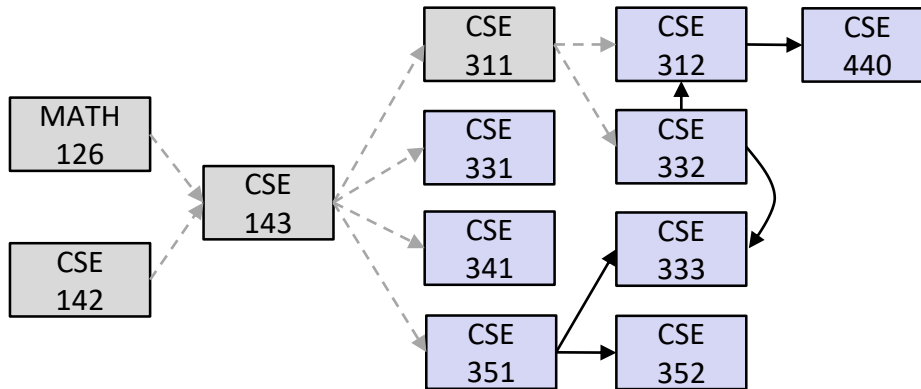 MATH
126
CSE
142
CSE
143
CSE
311
CSE
331
CSE
341
CSE
351
CSE
312
CSE
332
CSE
333
CSE
352
CSE
440